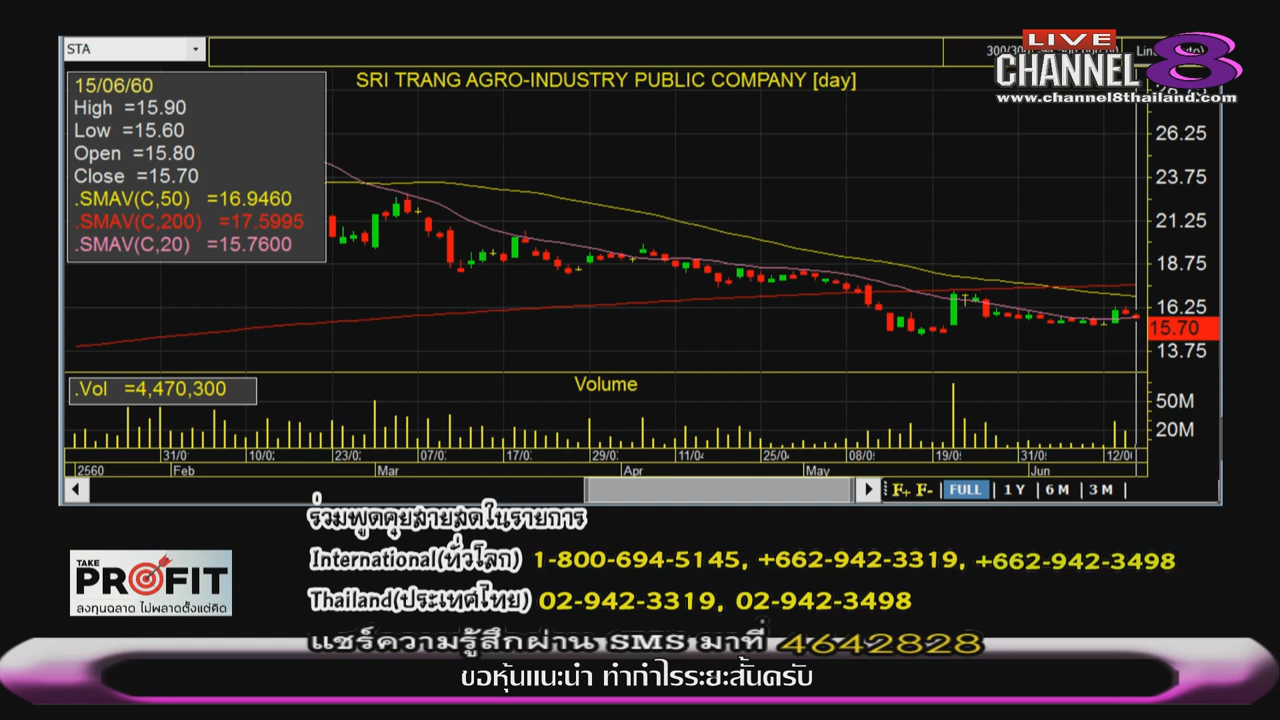 STA
300/300
LIVE
CHANNEL 8
www.channel8thailand.com
SRI TRANG AGRO-INDUSTRY PUBLIC COMPANY [day]
15/06/60
High =15.90
Low =15.60
Open =15.80
Close =15.70
.SMAV(C,50) =16.9460
.SMAV(C,200) =17.5995
.SMAV(C,20) =15.7600
26.25
23.75
21.25
18.75
16.25
15.70
13.75
.Vol =4,470,300
Volume
50M
20M
31/0 10/0 23/0 07/0 17/0 29/0 11/0 25/0 08/0 19/0 31/0 12/0
2560 Feb Mar Apr May Jun
F+ F- FULL 1 Y 6 M 3 M
ร่วมพูดคุยสายสดในรายการ
International(ทั่วโลก) 1-800-694-5145, +662-942-3319, +662-942-3498
Thailand(ประเทศไทย) 02-942-3319, 02-942-3498
TAKE
PROFIT
ลงทุนฉลาด ไม่พลาดตั้งแต่คิด
แชร์ความรู้สึกผ่าน SMS มาที่ 4642828
ขอหุ้นแนะนำ ทำกำไรระยะสั้นครับ